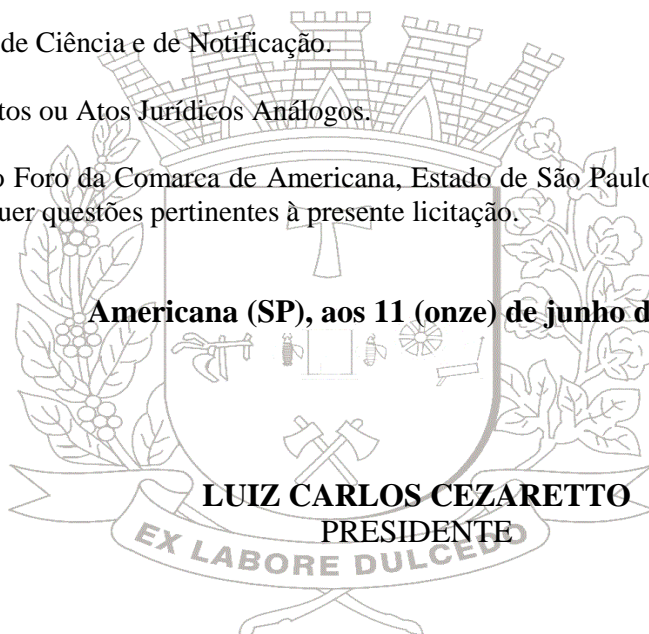 de Ciência e de Notificação.
tos ou Atos Jurídicos Análogos.
o Foro da Comarca de Americana, Estado de São Paulo
uer questões pertinentes à presente licitação.
Americana (SP), aos 11 (onze) de junho d
LUIZ CARLOS CEZARETTO
PRESIDENTE
EX LABORE DULCEDO